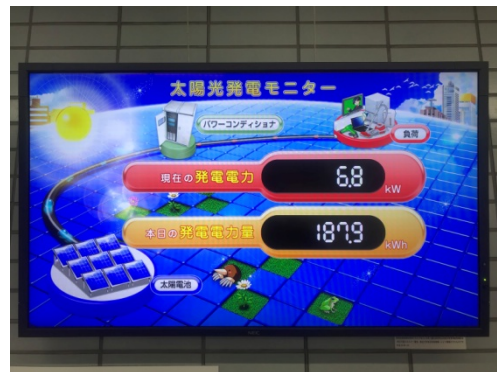 太陽光発電モニター
パワーコンディショナ
負荷
現在の発電電力 6.8 kW
本日の発電電力量 187.9 kWh
太陽電池